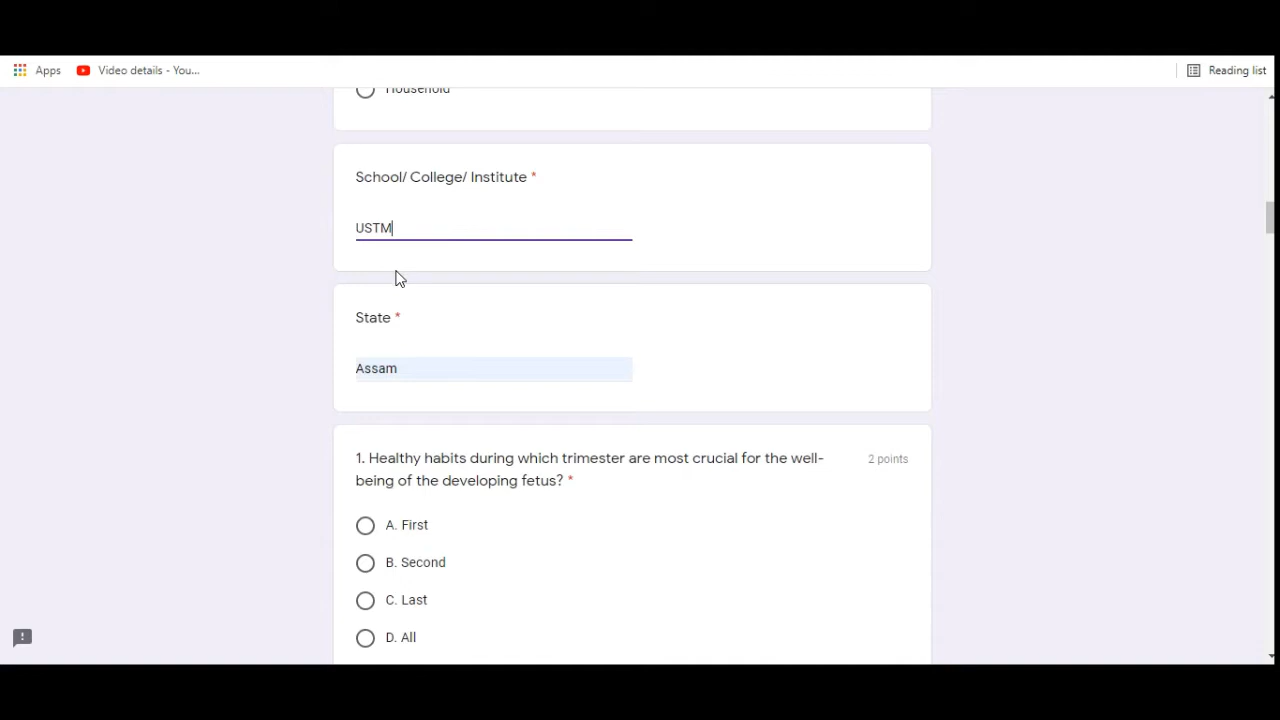 Apps
Video details - You...
Reading list
Household
School/ College/ Institute *
USTM
State *
Assam
1. Healthy habits during which trimester are most crucial for the well-
being of the developing fetus? *
2 points
A. First
B. Second
C. Last
D. All